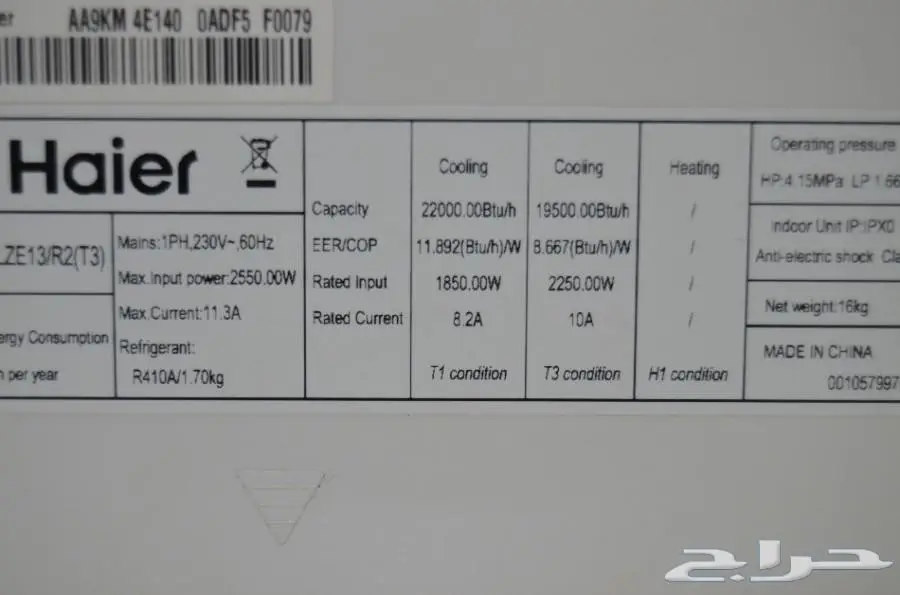 er AA9KM 4E140 0ADF5 F0079
Haier
LZE13/R2(T3)
ergy Consumption
n per year
Mains:1PH,230V~,60Hz
Max.Input power:2550.00W
Max.Current:11.3A
Refrigerant:
R410A/1.70kg
Cooling Cooling Heating
Capacity 22000.00Btu/h 19500.00Btu/h /
EER/COP 11.892(Btu/h)/W 8.667(Btu/h)/W /
Rated Input 1850.00W 2250.00W /
Rated Current 8.2A 10A /
T1 condition T3 condition H1 condition
Operating pressure
HP:4.15MPa LP 1.66
Indoor Unit IP:IPX0
Anti-electric shock Cla
Net weight:16kg
MADE IN CHINA
001057997
حراج